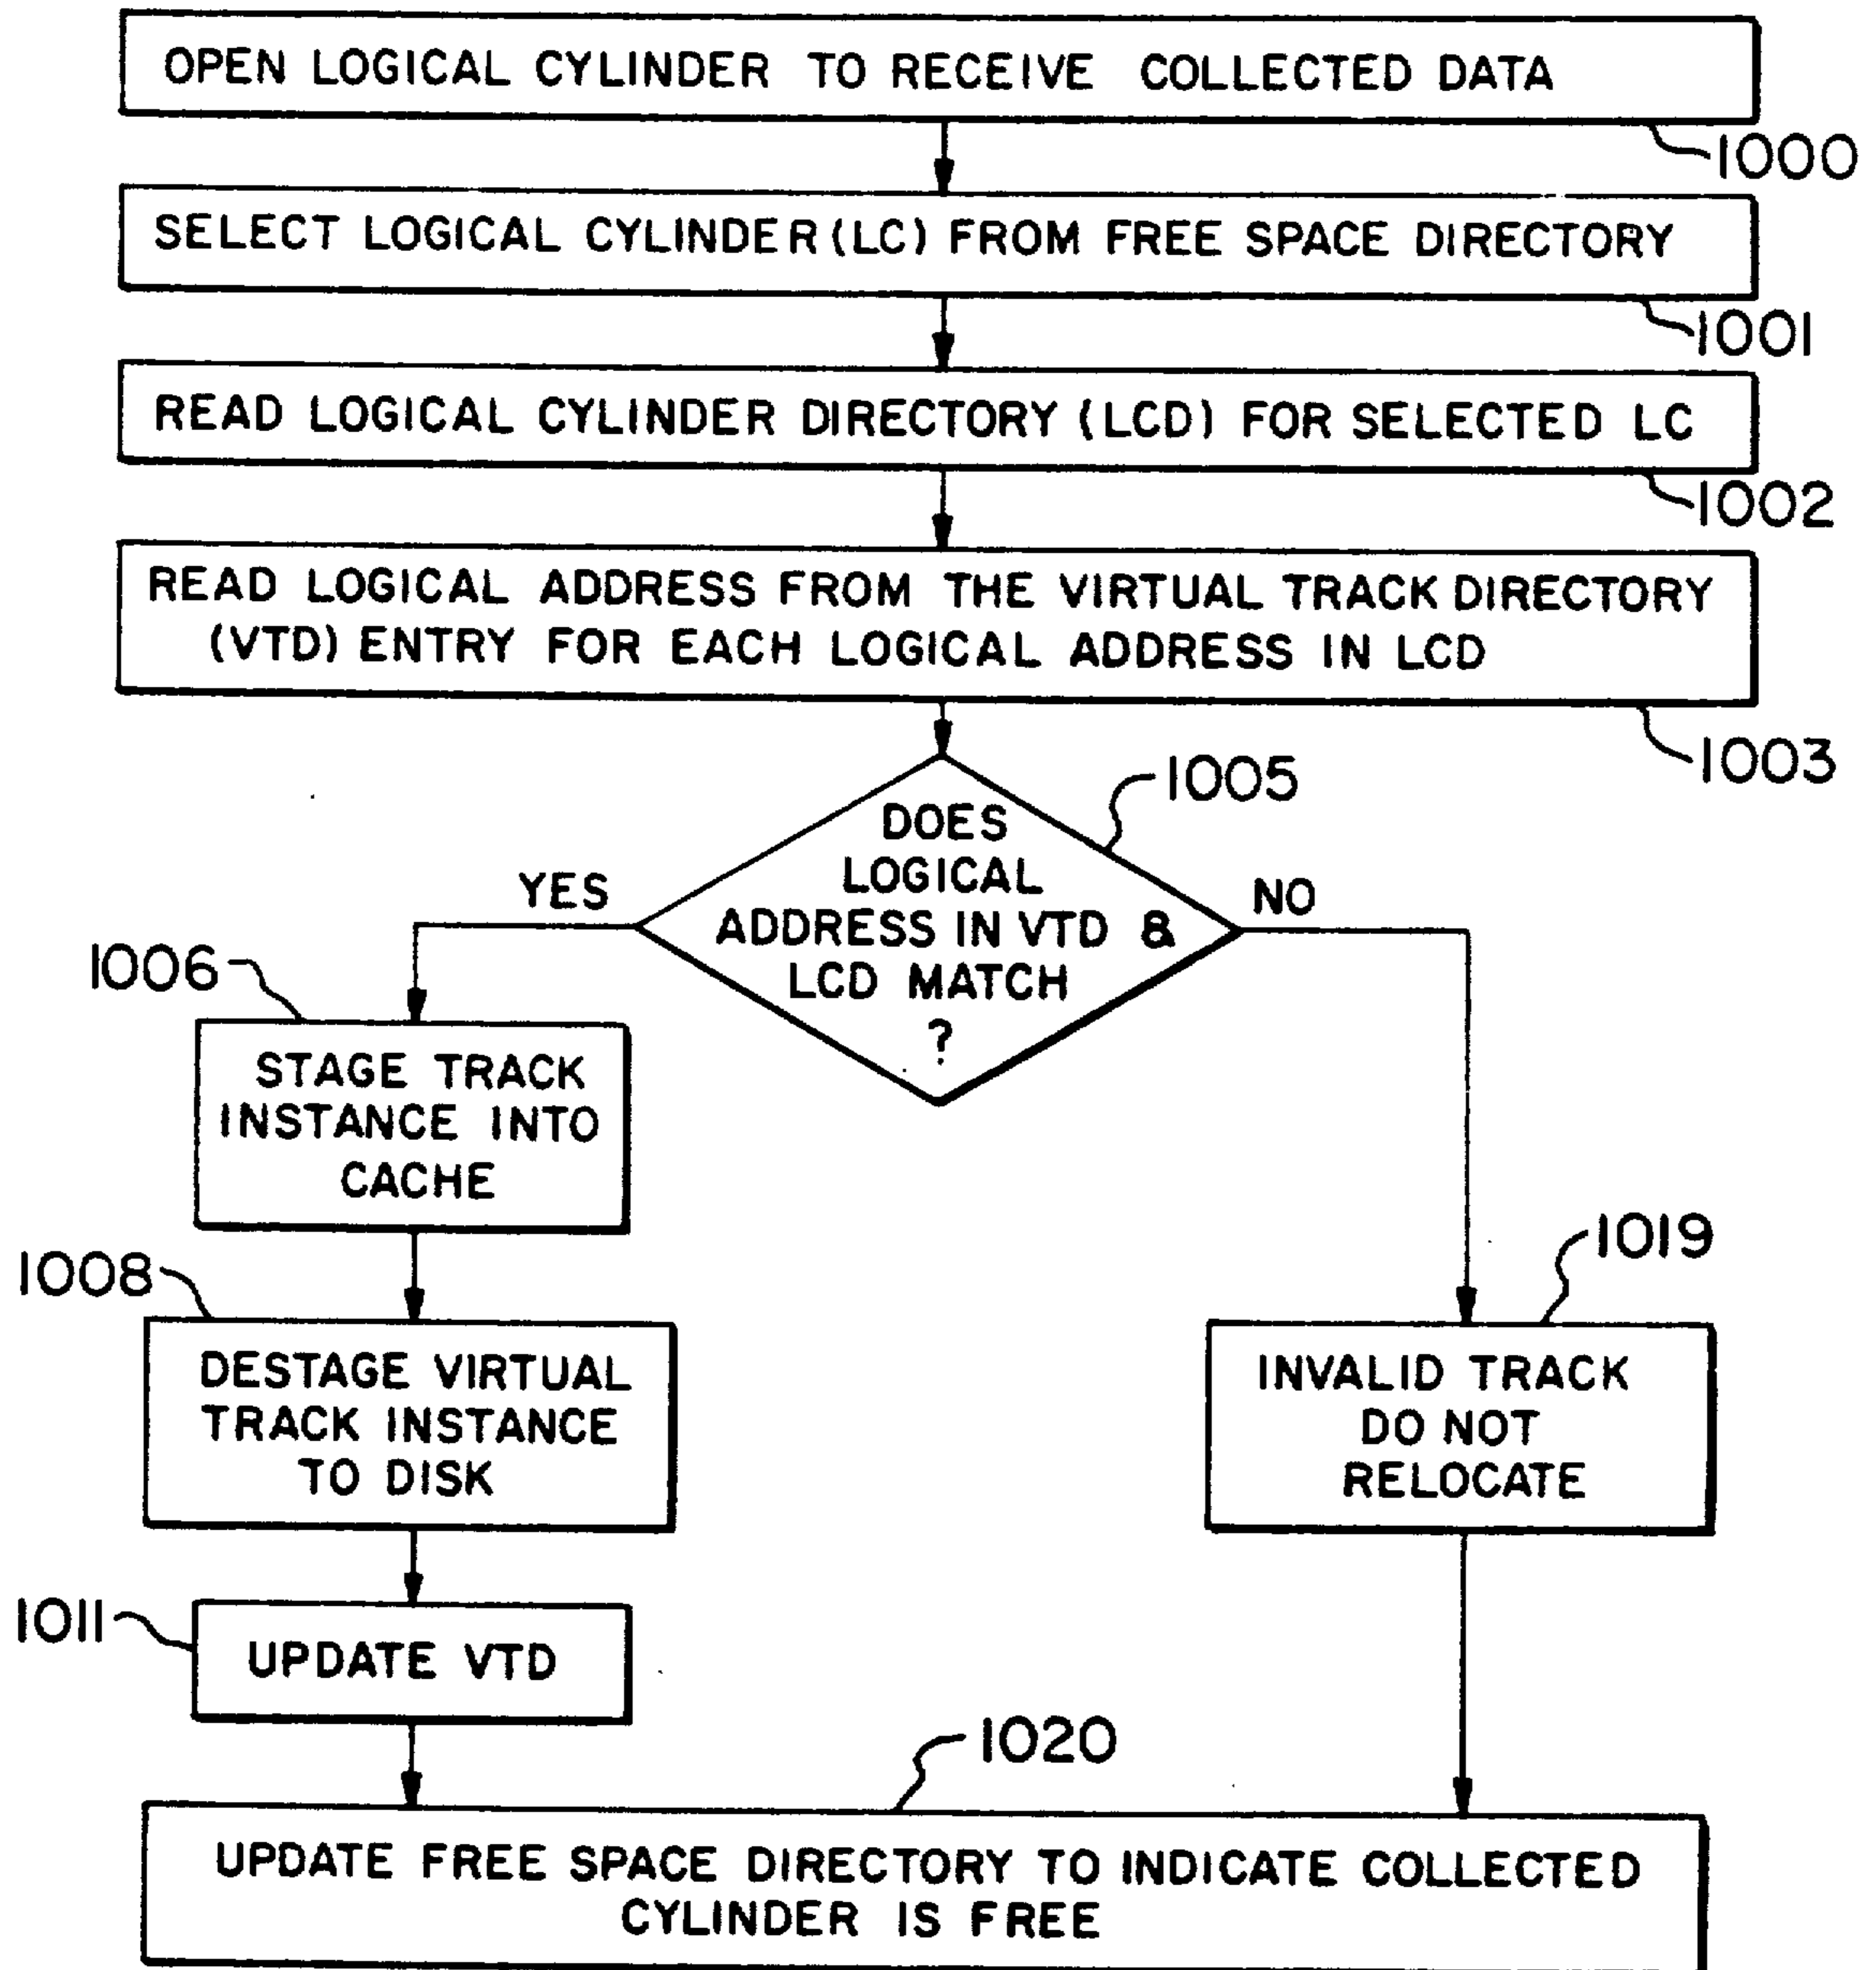 OPEN LOGICAL CYLINDER TO RECEIVE COLLECTED DATA
1000
SELECT LOGICAL CYLINDER (LC) FROM FREE SPACE DIRECTORY
1001
READ LOGICAL CYLINDER DIRECTORY (LCD) FOR SELECTED LC
1002
READ LOGICAL ADDRESS FROM THE VIRTUAL TRACK DIRECTORY
(VTD) ENTRY FOR EACH LOGICAL ADDRESS IN LCD
1003
1005
DOES
LOGICAL
ADDRESS IN VTD &
LCD MATCH
?
YES
NO
1006
STAGE TRACK
INSTANCE INTO
CACHE
1008
DESTAGE VIRTUAL
TRACK INSTANCE
TO DISK
1019
INVALID TRACK
DO NOT
RELOCATE
1011
UPDATE VTD
1020
UPDATE FREE SPACE DIRECTORY TO INDICATE COLLECTED
CYLINDER IS FREE